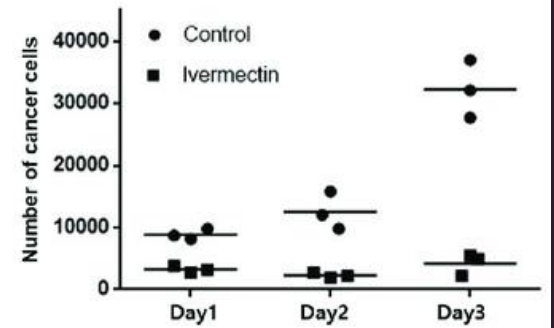 Number of cancer cells
40000
30000
20000
10000
0
Control
Ivermectin
Day1 Day2 Day3